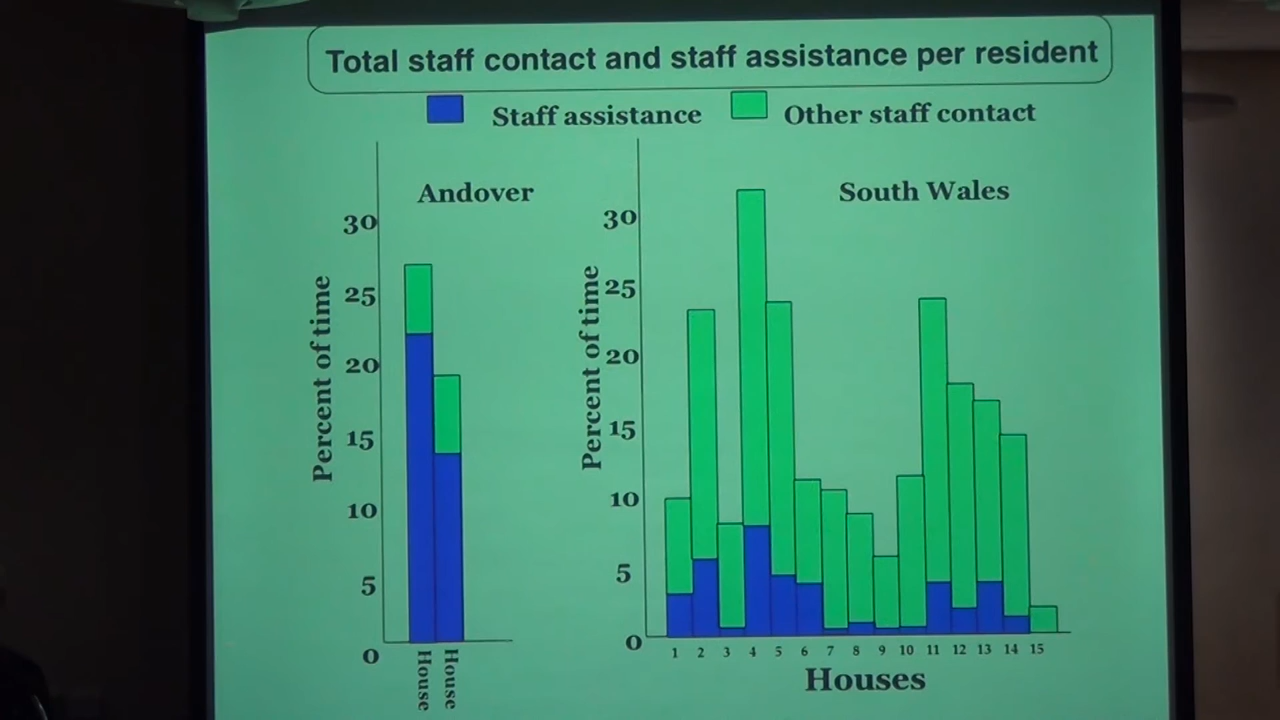 Total staff contact and staff assistance per resident
Staff assistance
Other staff contact
Andover
South Wales
Percent of time
30
25
20
15
10
5
0
House
House
Percent of time
30
25
20
15
10
5
0
1 2 3 4 5 6 7 8 9 10 11 12 13 14 15
Houses